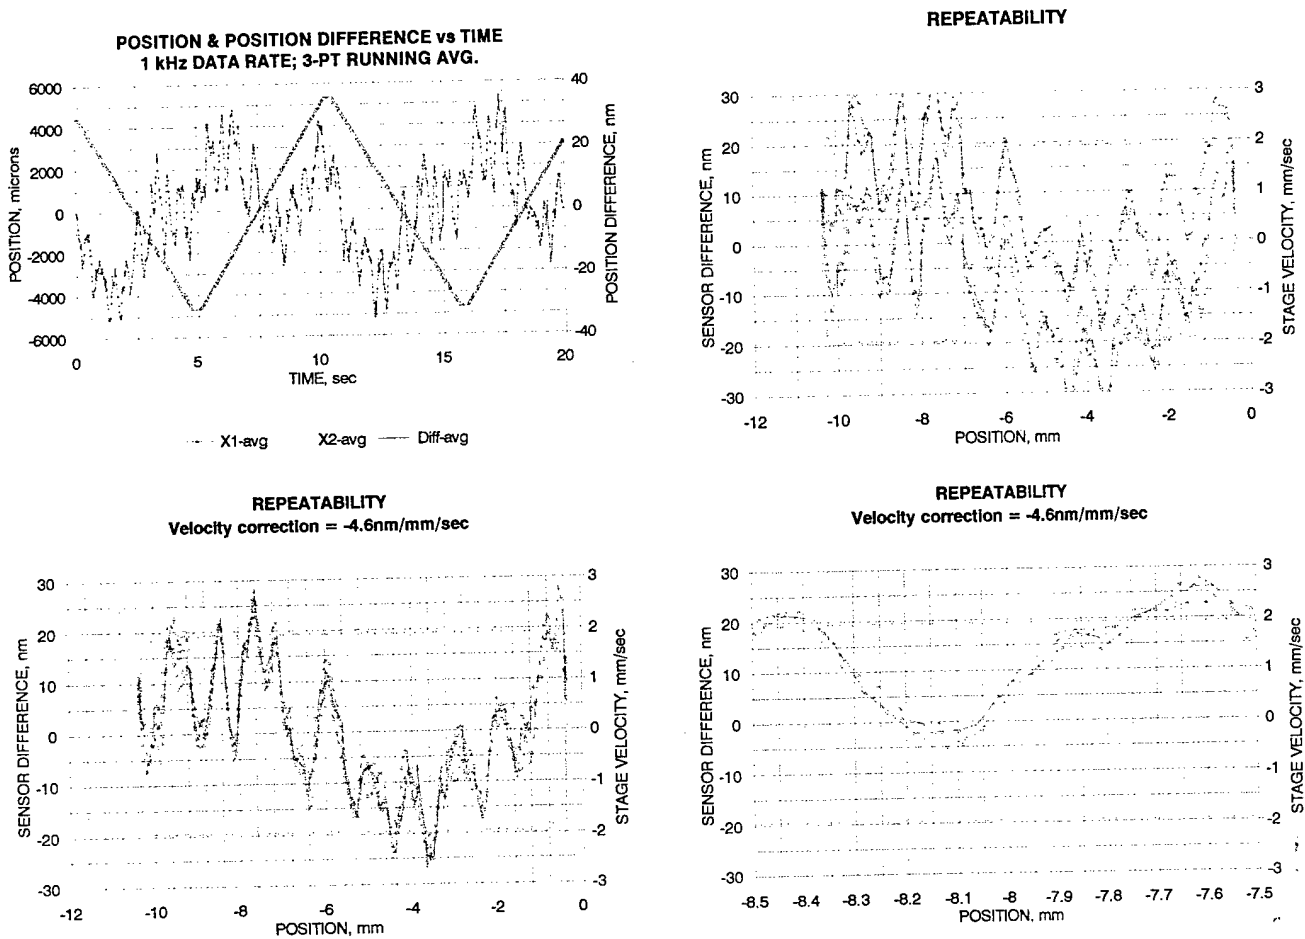 POSITION & POSITION DIFFERENCE vs TIME
1 kHz DATA RATE; 3-PT RUNNING AVG.
6000
4000
2000
0
-2000
-4000
-6000
POSITION, microns
40
20
0
-20
-40
POSITION DIFFERENCE, nm
0 5 10 15 20
TIME, sec
X1-avg X2-avg Diff-avg
REPEATABILITY
30
20
10
0
-10
-20
-30
SENSOR DIFFERENCE, nm
3
2
1
0
-1
-2
-3
STAGE VELOCITY, mm/sec
-12 -10 -8 -6 -4 -2 0
POSITION, mm
REPEATABILITY
Velocity correction = -4.6nm/mm/sec
30
20
10
0
-10
-20
-30
SENSOR DIFFERENCE, nm
3
2
1
0
-1
-2
-3
STAGE VELOCITY, mm/sec
-12 -10 -8 -6 -4 -2 0
POSITION, mm
REPEATABILITY
Velocity correction = -4.6nm/mm/sec
30
20
10
0
-10
-20
-30
SENSOR DIFFERENCE, nm
3
2
1
0
-1
-2
-3
STAGE VELOCITY, mm/sec
-8.5 -8.4 -8.3 -8.2 -8.1 -8 -7.9 -7.8 -7.7 -7.6 -7.5
POSITION, mm